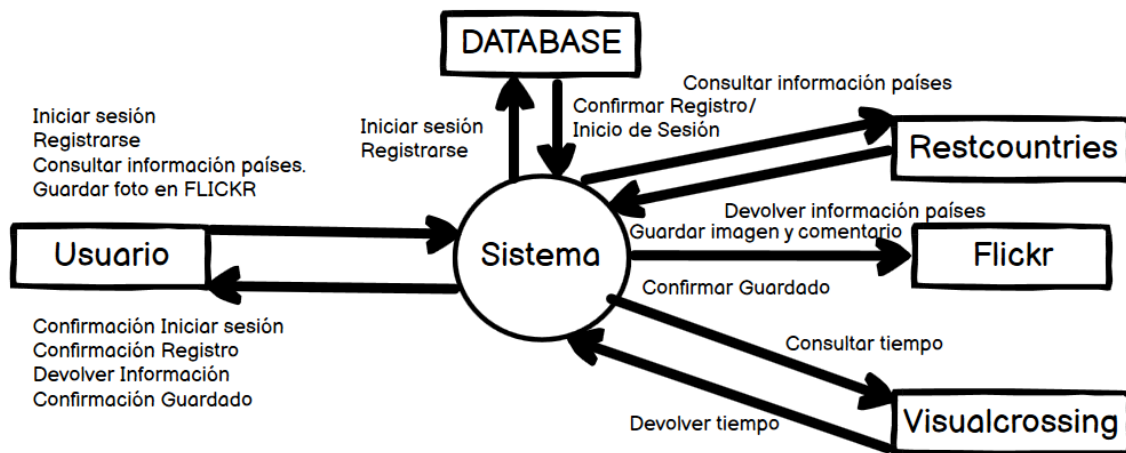 DATABASE
Consultar información países
Iniciar sesión
Registrarse
Consultar información países.
Guardar foto en FLICKR
Iniciar sesión
Registrarse
Confirmar Registro/
Inicio de Sesión
Restcountries
Devolver información países
Guardar imagen y comentario
Usuario
Sistema
Flickr
Confirmar Guardado
Confirmación Iniciar sesión
Confirmación Registro
Devolver Información
Confirmación Guardado
Consultar tiempo
Devolver tiempo
Visualcrossing